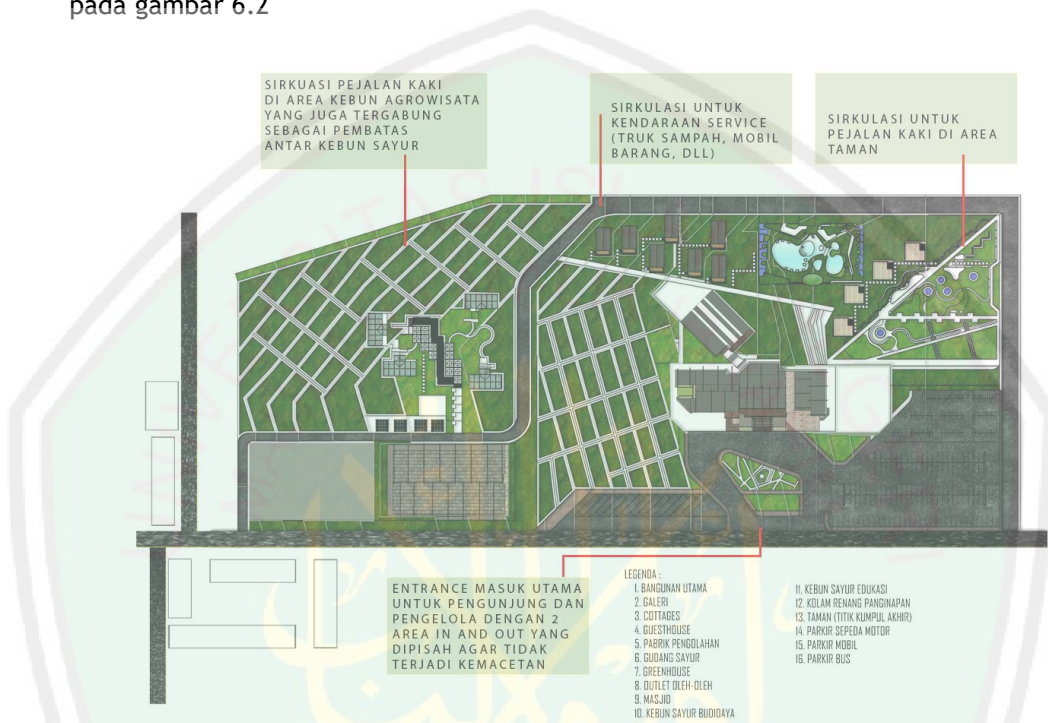 pada gambar 6.2
SIRKUASI PEJALAN KAKI
DI AREA KEBUN AGROWISATA
YANG JUGA TERGABUNG
SEBAGAI PEMBATAS
ANTAR KEBUN SAYUR
SIRKULASI UNTUK
KENDARAAN SERVICE
(TRUK SAMPAH, MOBIL
BARANG, DLL)
SIRKULASI UNTUK
PEJALAN KAKI DI AREA
TAMAN
ENTRANCE MASUK UTAMA
UNTUK PENGUNJUNG DAN
PENGELOLA DENGAN 2
AREA IN AND OUT YANG
DIPISAH AGAR TIDAK
TERJADI KEMACETAN
LEGENDA :
1. BANGUNAN UTAMA
2. GALERI
3. COTTAGES
4. GUESTHOUSE
5. PABRIK PENGOLAHAN
6. GUDANG SAYUR
7. GREENHOUSE
8. OUTLET OLEH-OLEH
9. MASJID
10. KEBUN SAYUR BUDIDAYA
11. KEBUN SAYUR EDUKASI
12. KOLAM RENANG PANGINAPAN
13. TAMAN (TITIK KUMPUL AKHIR)
14. PARKIR SEPEDA MOTOR
15. PARKIR MOBIL
16. PARKIR BUS